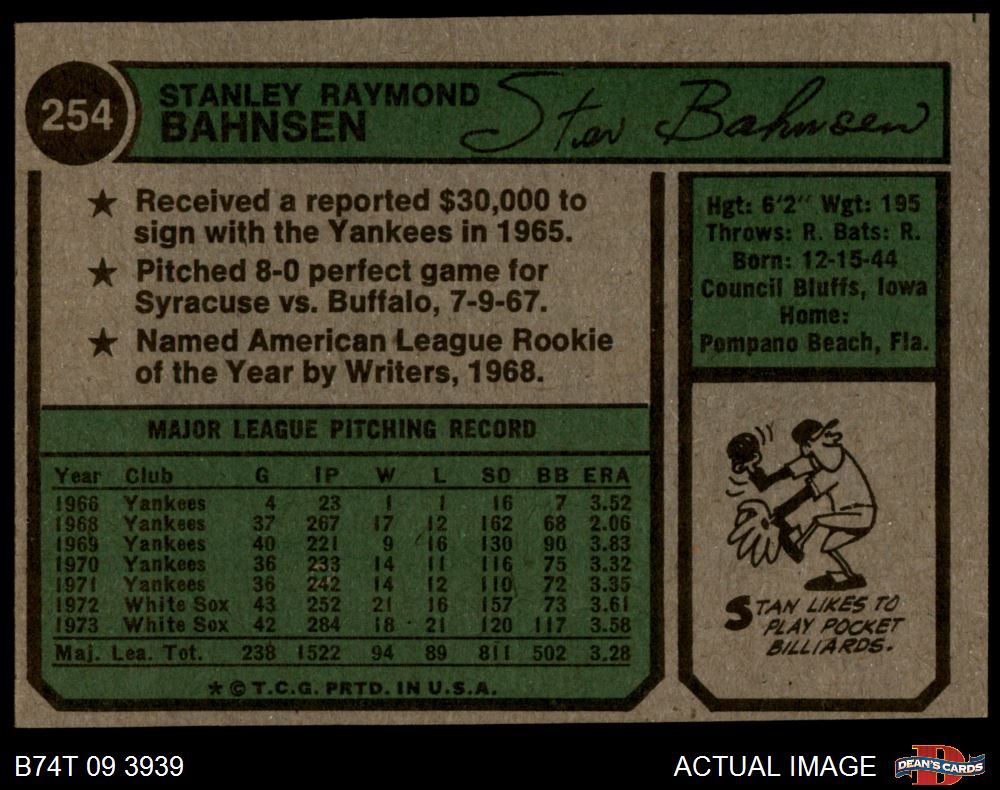 254
STANLEY RAYMOND
BAHNSEN
Stan Bahnsen
★ Received a reported $30,000 to
sign with the Yankees in 1965.
★ Pitched 8-0 perfect game for
Syracuse vs. Buffalo, 7-9-67.
★ Named American League Rookie
of the Year by Writers, 1968.
Hgt: 6'2" Wgt: 195
Throws: R. Bats: R.
Born: 12-15-44
Council Bluffs, Iowa
Home:
Pompano Beach, Fla.
MAJOR LEAGUE PITCHING RECORD
Year Club G IP W L SO BB ERA
1966 Yankees 4 23 1 1 16 7 3.52
1968 Yankees 37 267 17 12 162 68 2.06
1969 Yankees 40 221 9 16 130 90 3.83
1970 Yankees 36 233 14 11 116 75 3.32
1971 Yankees 36 242 14 12 110 72 3.35
1972 White Sox 43 252 21 16 157 73 3.61
1973 White Sox 42 284 18 21 120 117 3.58
Maj. Lea. Tot. 238 1522 94 89 811 502 3.28
★ © T.C.G. PRTD. IN U.S.A.
STAN LIKES TO
PLAY POCKET
BILLIARDS.
B74T 09 3939
ACTUAL IMAGE
DEAN'S CARDS